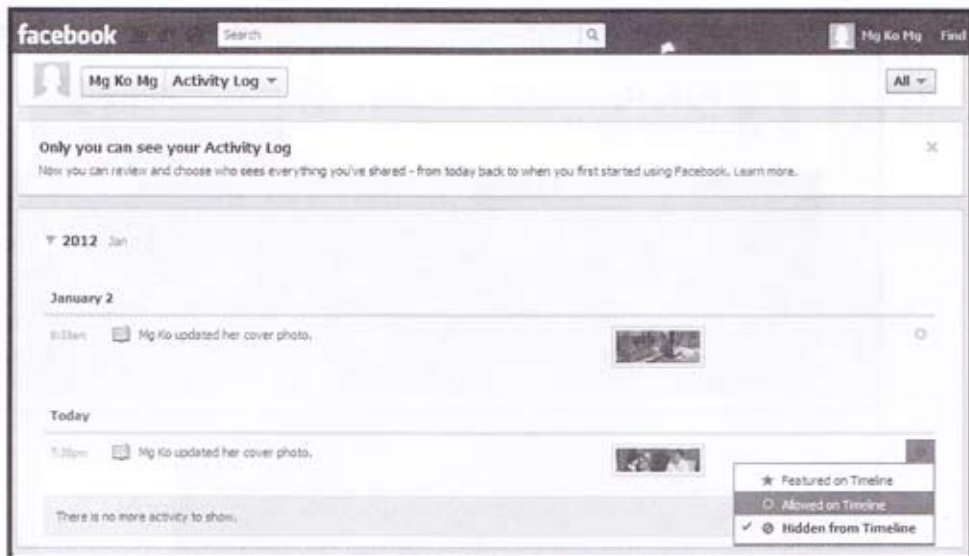 facebook
Search
Mg Ko Mg Find
Mg Ko Mg Activity Log
All
Only you can see your Activity Log
Now you can review and choose who sees everything you've shared - from today back to when you first started using Facebook. Learn more.
2012 Jan
January 2
Mg Ko updated her cover photo.
Today
Mg Ko updated her cover photo.
Featured on Timeline
Allowed on Timeline
Hidden from Timeline
There is no more activity to show.